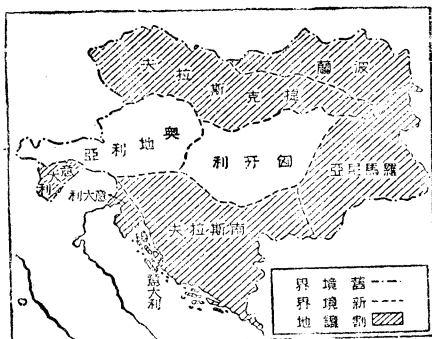 波蘭
捷克斯拉夫
奧地利亞
匈牙利
羅馬尼亞
意大利
意大利
南斯拉夫
意大利
舊境界
新境界
割讓地